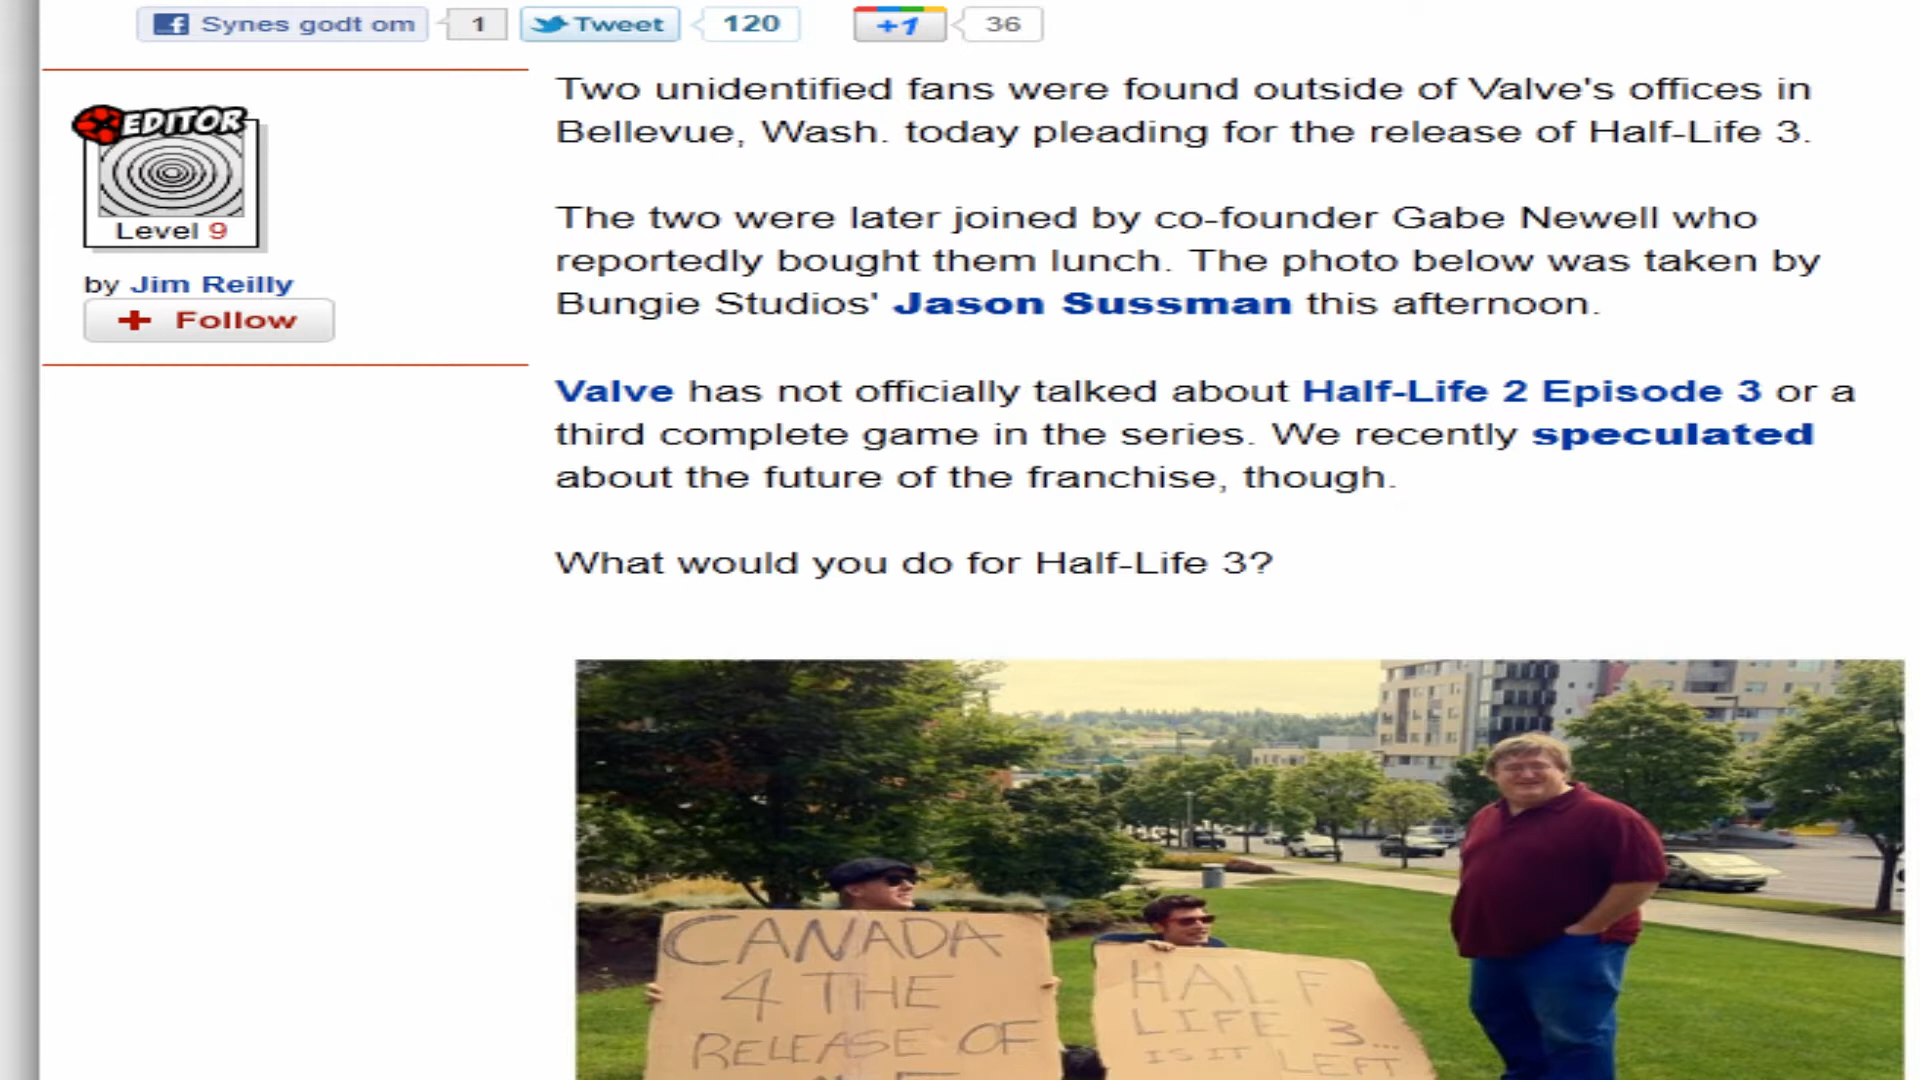 Synes godt om 1 Tweet 120 +1 36
EDITOR
Level 9
by Jim Reilly
+ Follow
Two unidentified fans were found outside of Valve's offices in
Bellevue, Wash. today pleading for the release of Half-Life 3.
The two were later joined by co-founder Gabe Newell who
reportedly bought them lunch. The photo below was taken by
Bungie Studios' Jason Sussman this afternoon.
Valve has not officially talked about Half-Life 2 Episode 3 or a
third complete game in the series. We recently speculated
about the future of the franchise, though.
What would you do for Half-Life 3?
CANADA
4 THE
RELEASE OF
HALF
LIFE 3...
IS IT LEFT